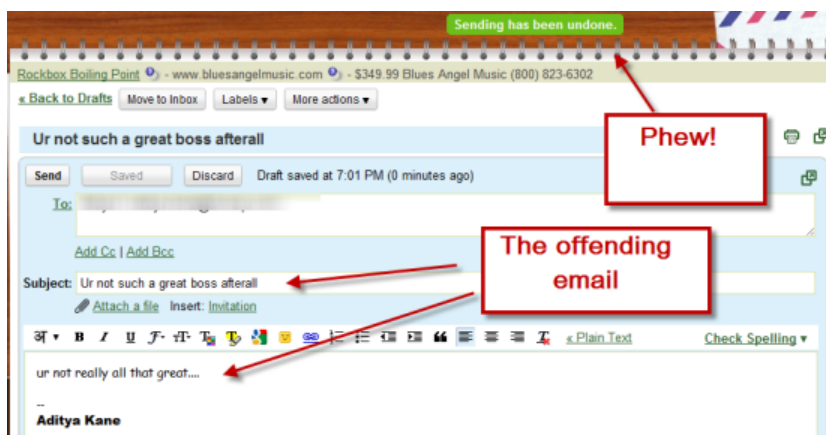 Sending has been undone.
Rockbox Boiling Point - www.bluesangelmusic.com - $349.99 Blues Angel Music (800) 823-6302
« Back to Drafts Move to Inbox Labels ▾ More actions ▾
Ur not such a great boss afterall
Phew!
Send Saved Discard Draft saved at 7:01 PM (0 minutes ago)
To:
Add Cc | Add Bcc
The offending
email
Subject: Ur not such a great boss afterall
Attach a file Insert: Invitation
अ ▾ B I U « Plain Text Check Spelling ▾
ur not really all that great....
--
Aditya Kane